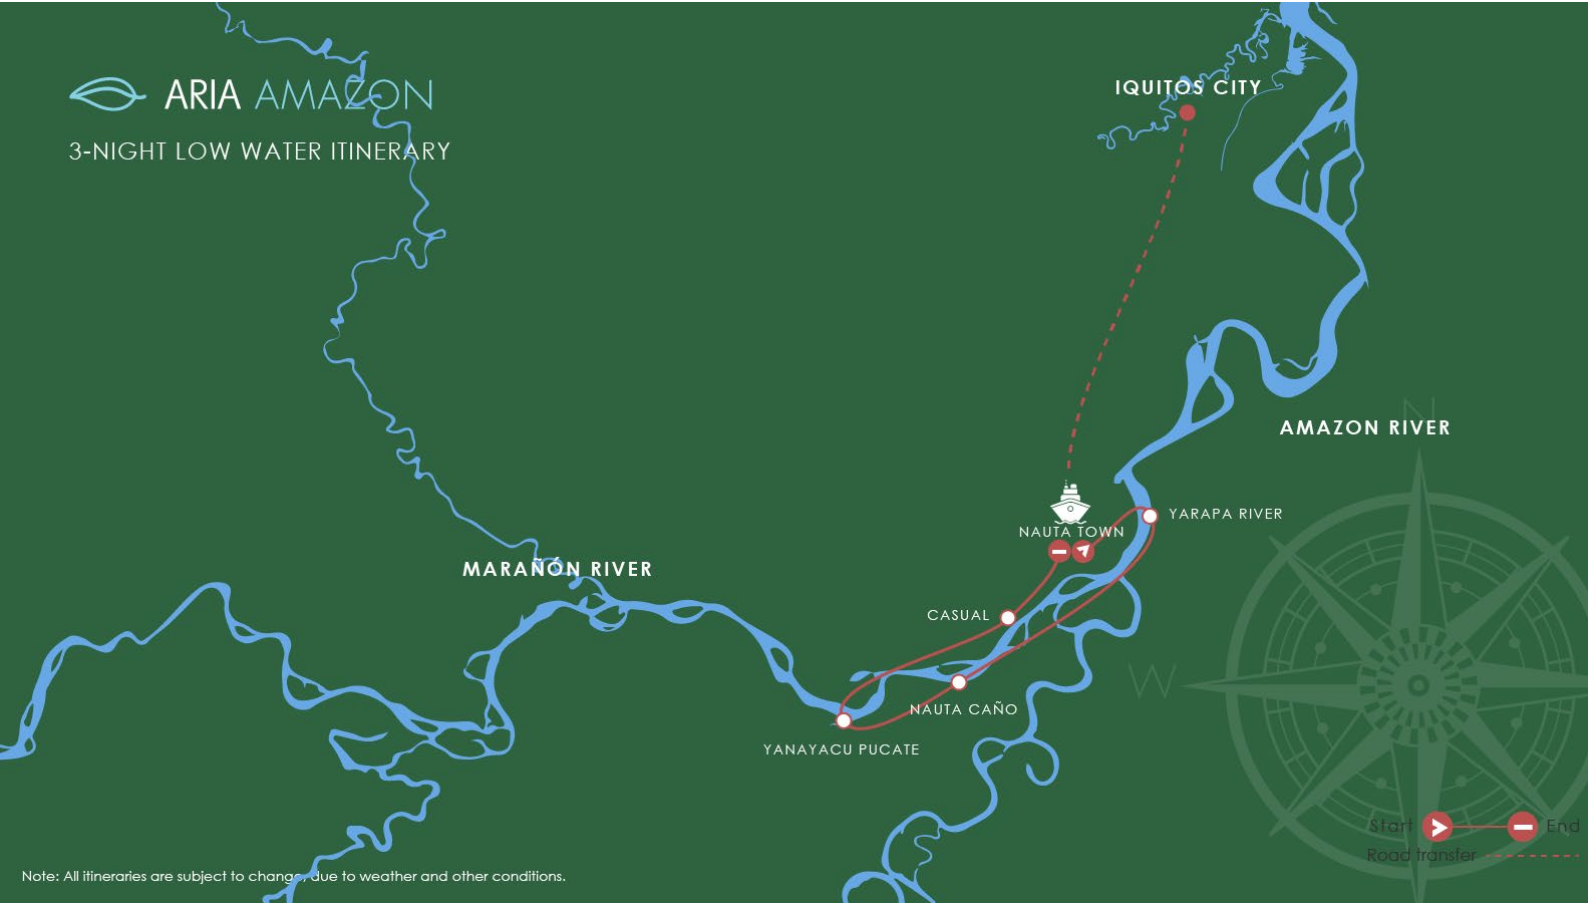 ARIA AMAZON
3-NIGHT LOW WATER ITINERARY
IQUITOS CITY
AMAZON RIVER
N
YARAPA RIVER
NAUTA TOWN
MARAÑÓN RIVER
CASUAL
W
NAUTA CAÑO
YANAYACU PUCATE
Start
End
Road transfer
Note: All itineraries are subject to change, due to weather and other conditions.